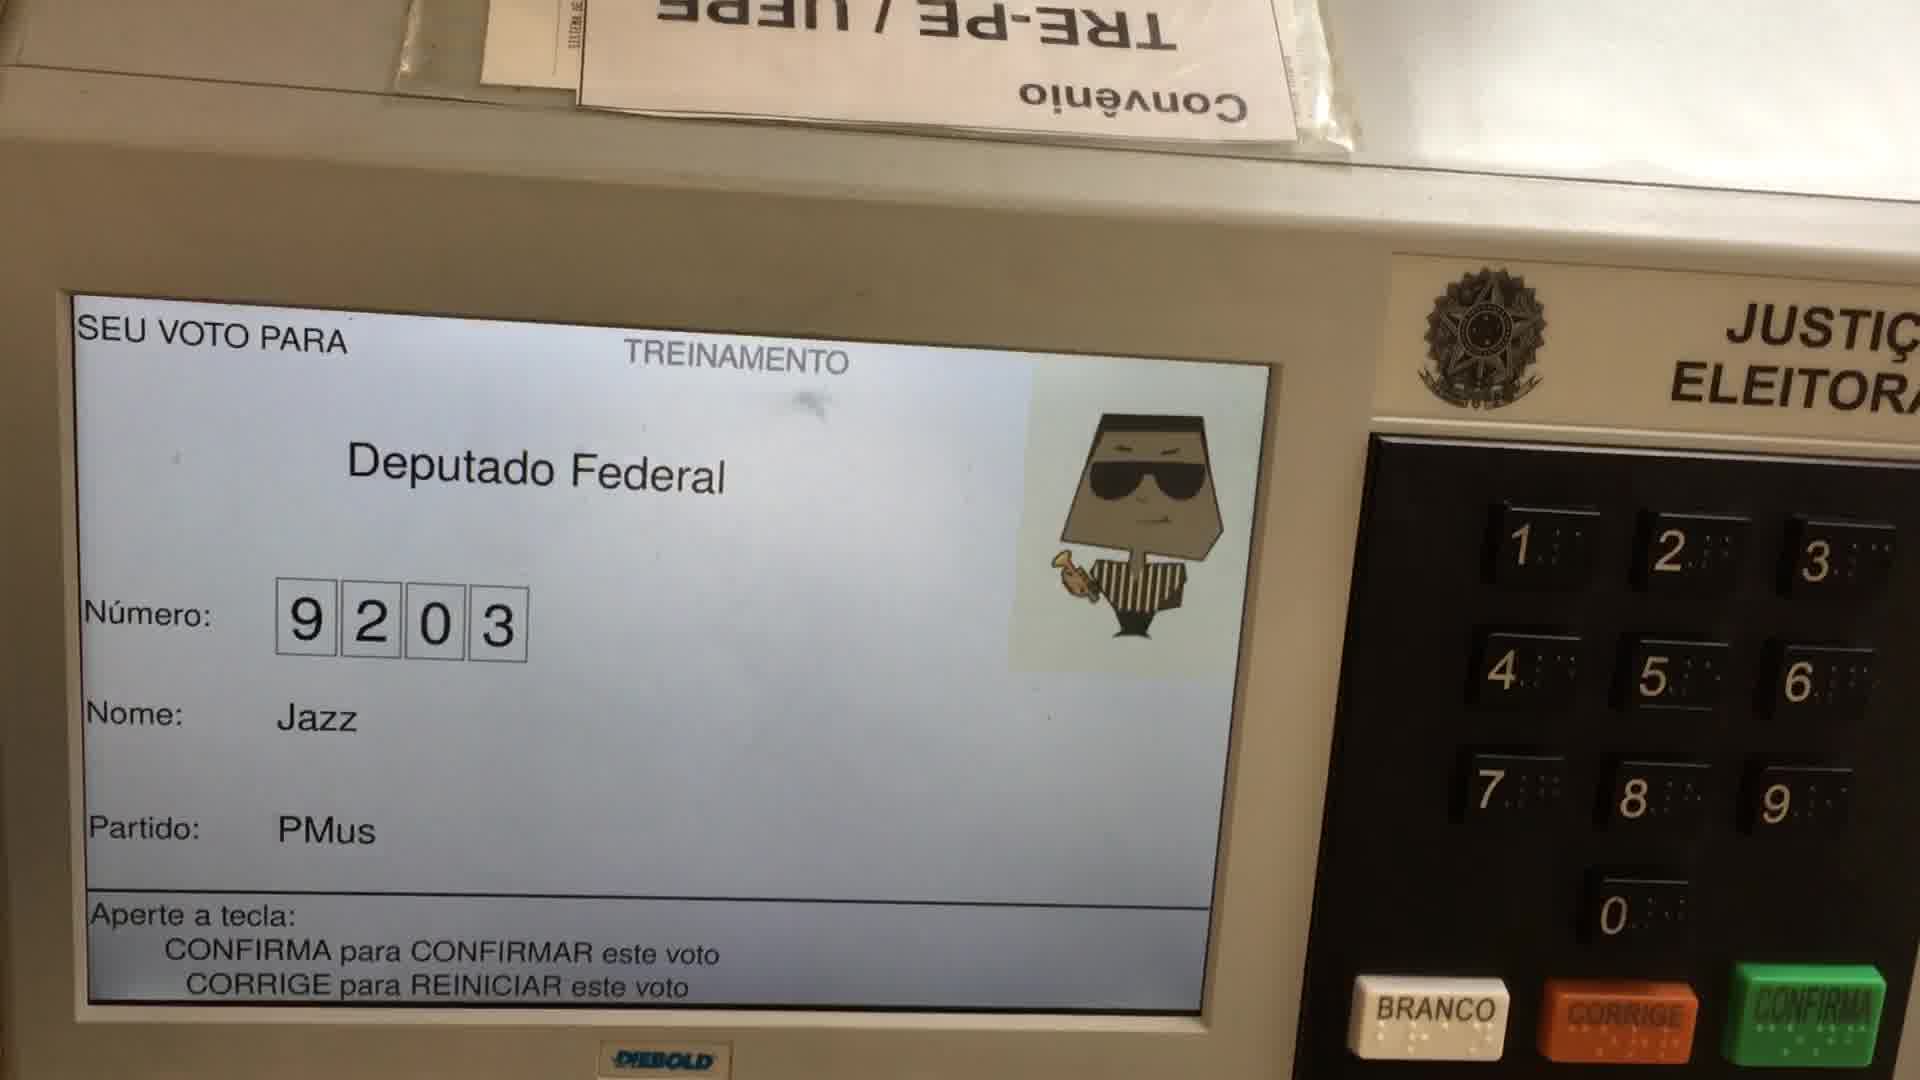 TRE-PE / UFPE
Convênio
SEU VOTO PARA
TREINAMENTO
Deputado Federal
Número: 9203
Nome: Jazz
Partido: PMus
Aperte a tecla:
CONFIRMA para CONFIRMAR este voto
CORRIGE para REINICIAR este voto
DIEBOLD
JUSTIÇ
ELEITORA
1 2 3
4 5 6
7 8 9
0
BRANCO CORRIGE CONFIRMA